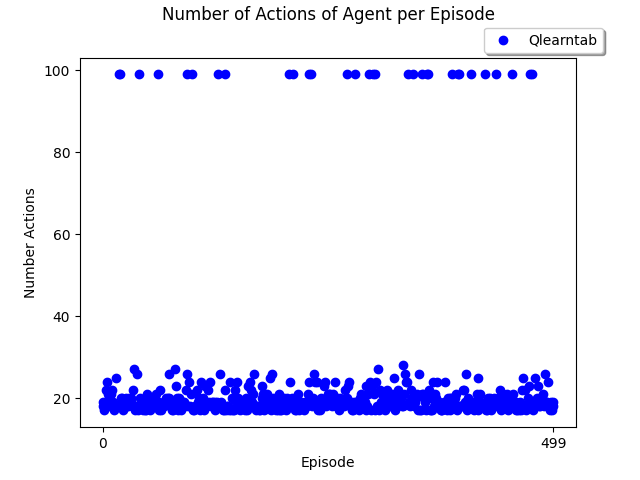 Number of Actions of Agent per Episode
Qlearntab
100
80
60
40
20
Number Actions
0
499
Episode